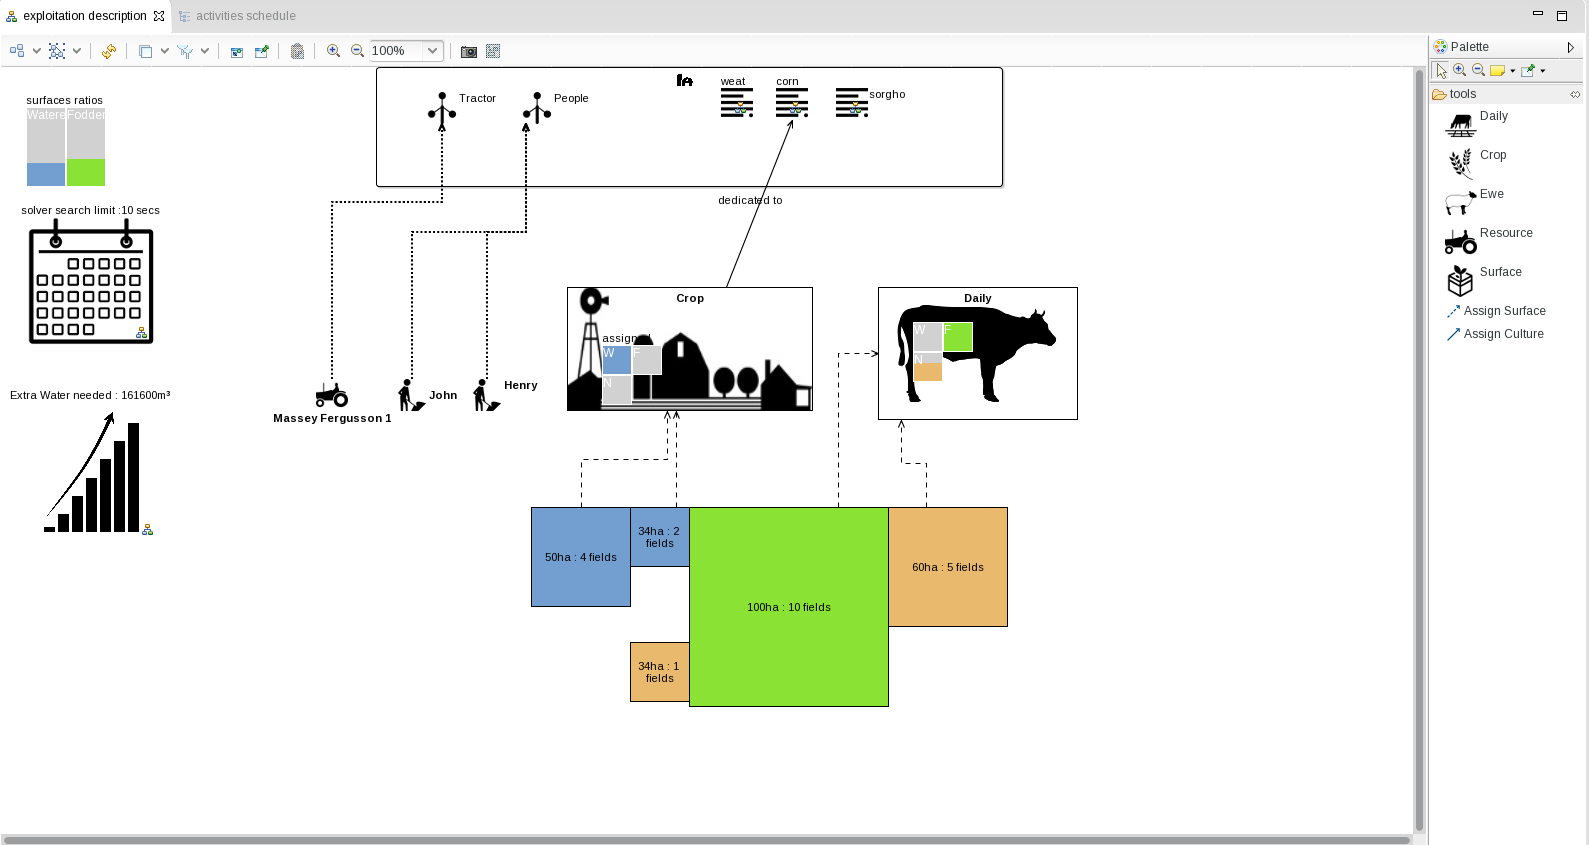 exploitation description
activities schedule
100%
Palette
tools
Daily
Crop
Ewe
Resource
Surface
Assign Surface
Assign Culture
surfaces ratios
Watere
Fodder
solver search limit :10 secs
Extra Water needed : 161600m³
Tractor
People
weat
corn
sorgho
dedicated to
Massey Fergusson 1
John
Henry
Crop
W
F
N
Daily
W
F
N
50ha : 4 fields
34ha : 2
fields
100ha : 10 fields
60ha : 5 fields
34ha : 1
fields